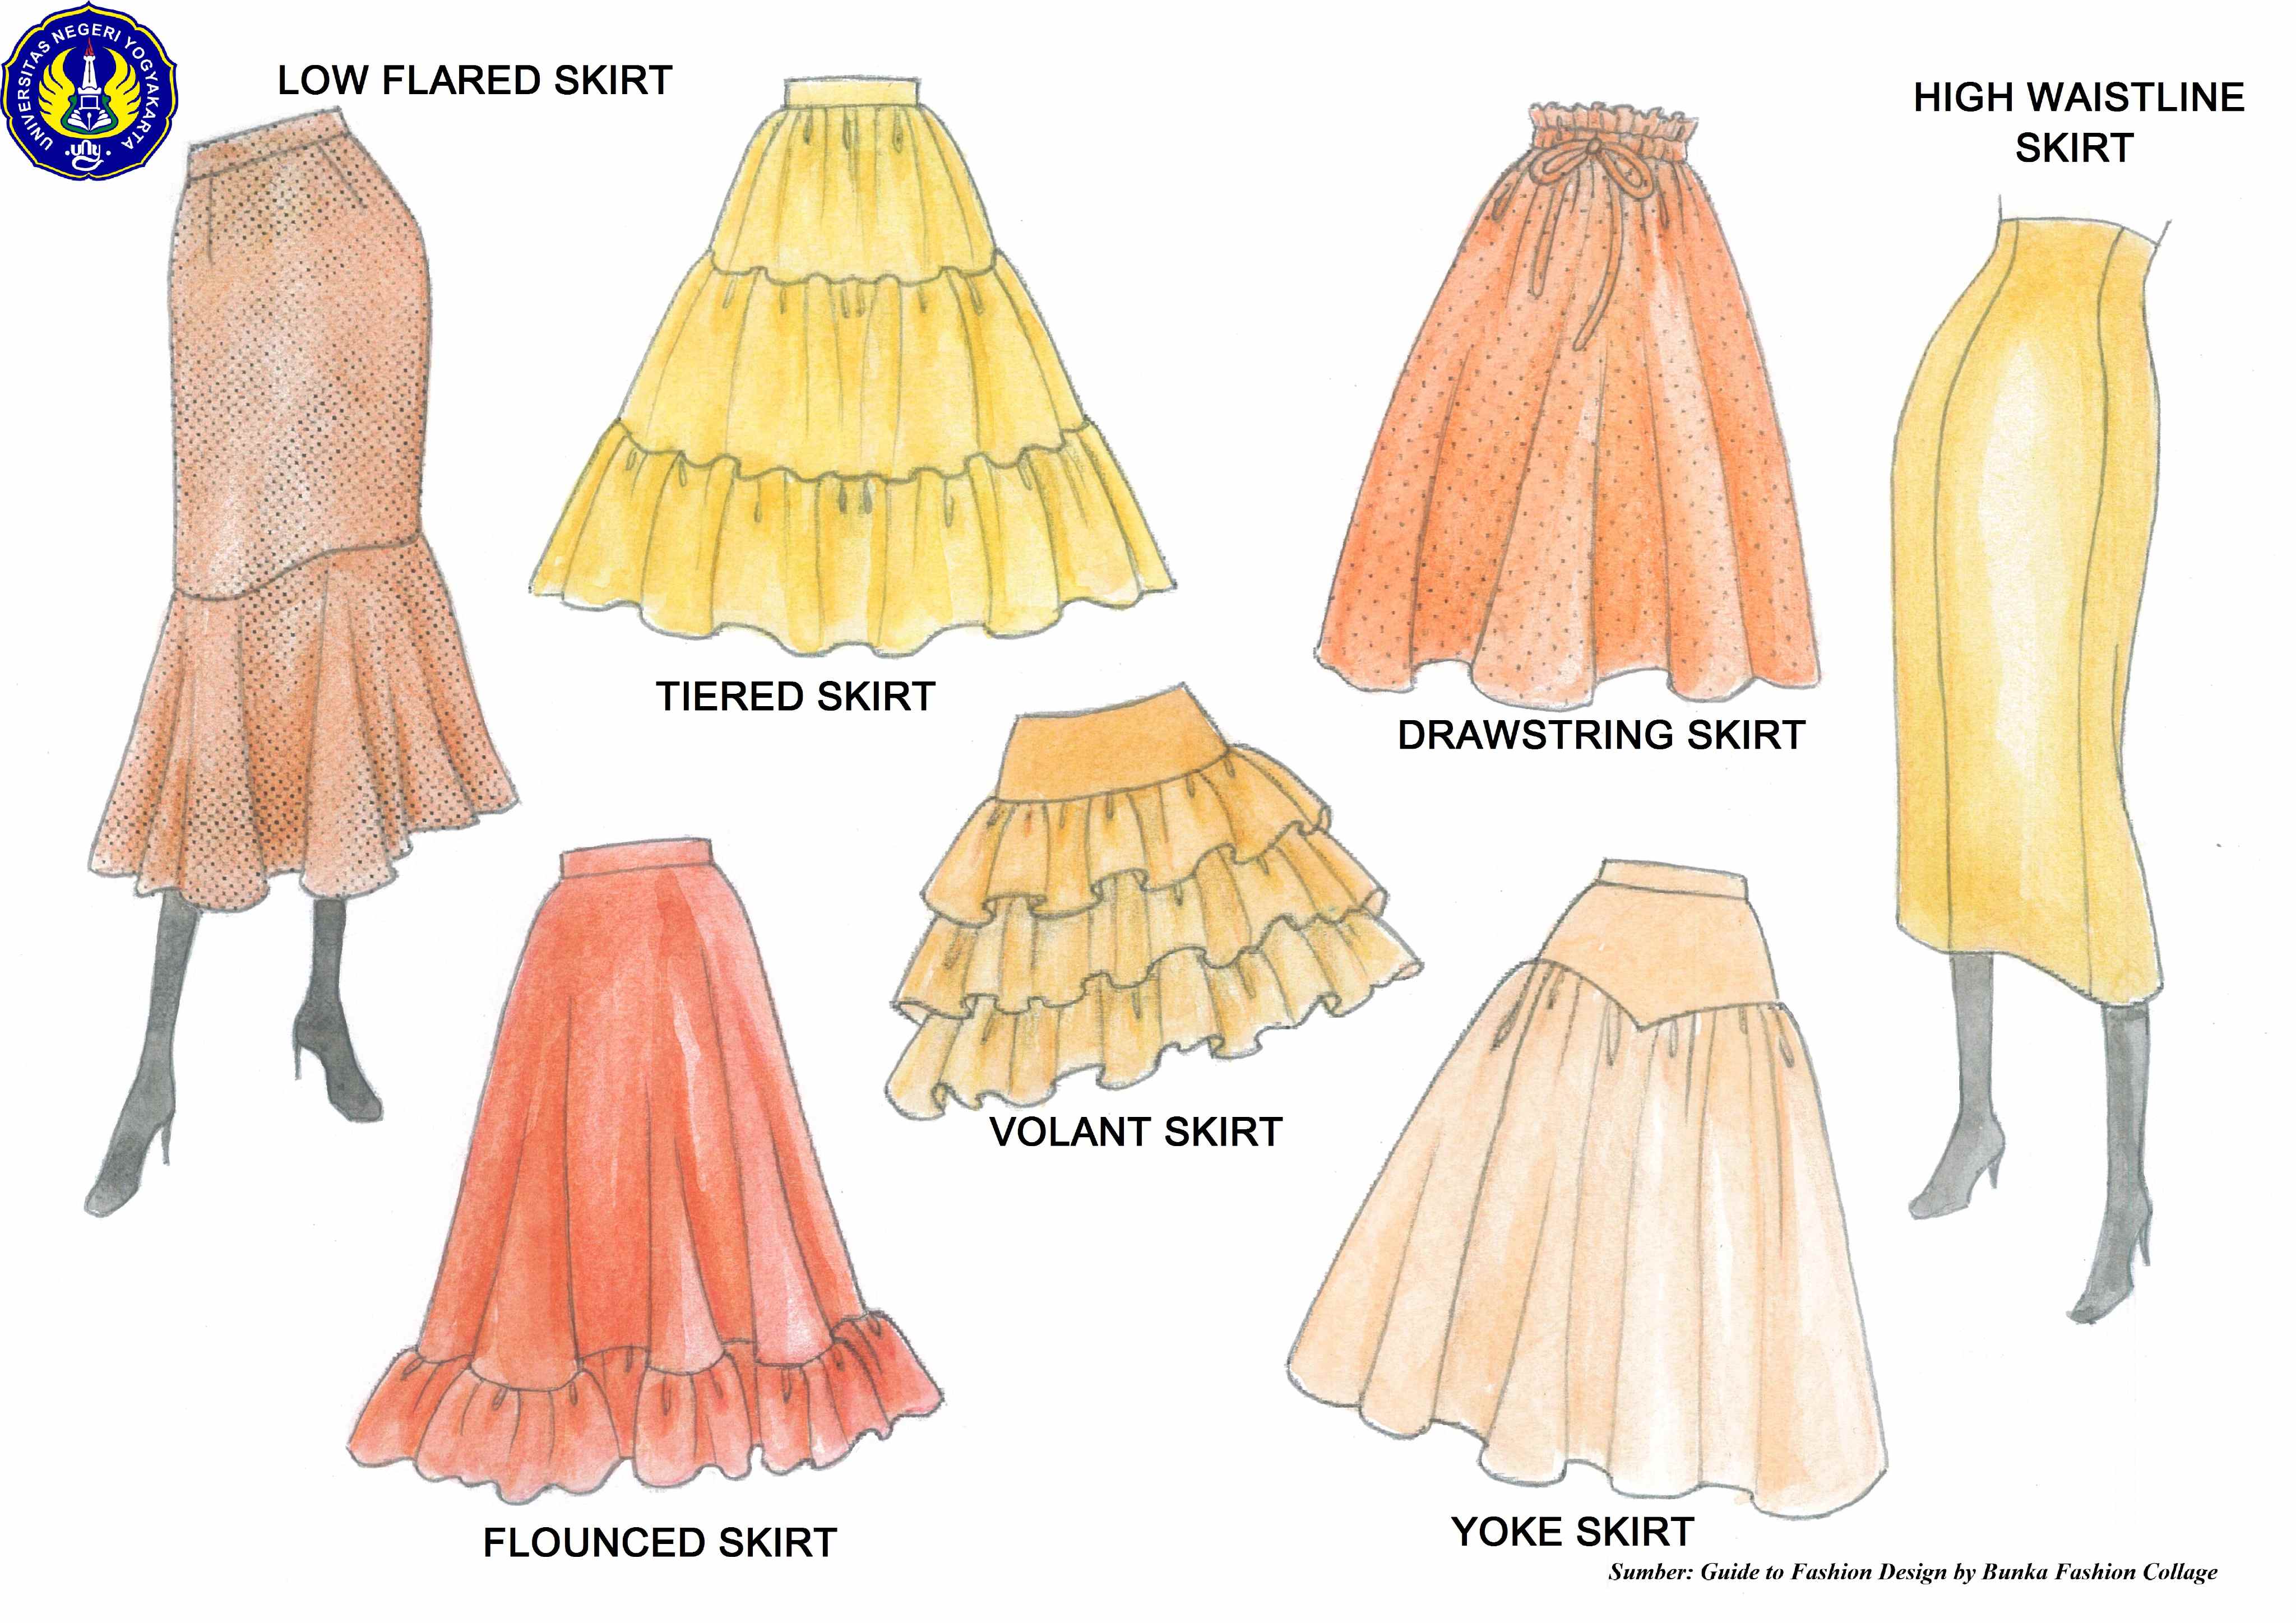 UNIVERSITAS NEGERI YOGYAKARTA
uny
LOW FLARED SKIRT
HIGH WAISTLINE
SKIRT
TIERED SKIRT
DRAWSTRING SKIRT
VOLANT SKIRT
FLOUNCED SKIRT
YOKE SKIRT
Sumber: Guide to Fashion Design by Bunka Fashion Collage